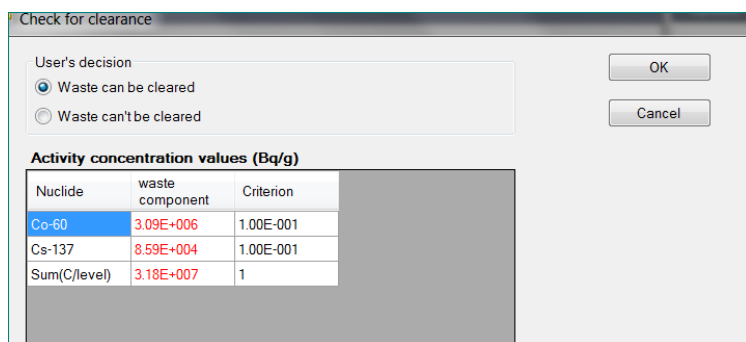 Check for clearance
User's decision
OK
Waste can be cleared
Waste can't be cleared
Cancel
Activity concentration values (Bq/g)
Nuclide waste component Criterion
Co-60 3.09E+006 1.00E-001
Cs-137 8.59E+004 1.00E-001
Sum(C/level) 3.18E+007 1